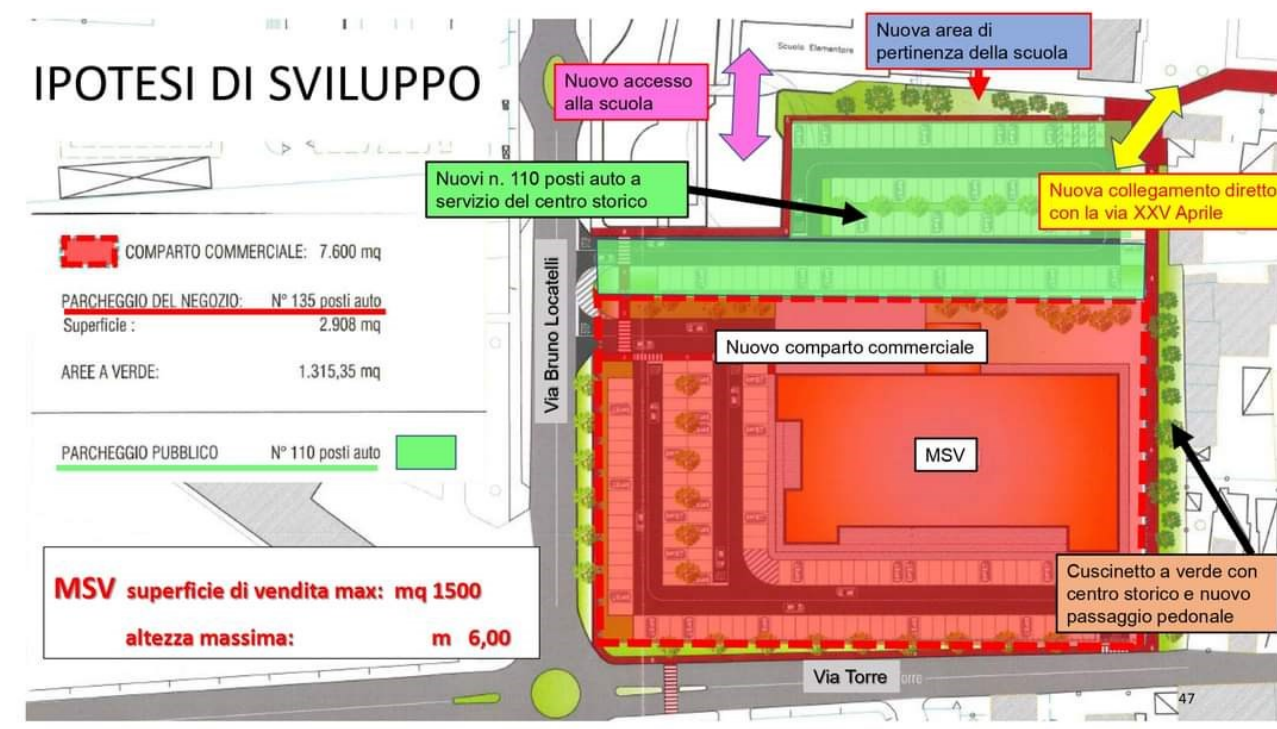 IPOTESI DI SVILUPPO
COMPARTO COMMERCIALE: 7.600 mq
PARCHEGGIO DEL NEGOZIO: N° 135 posti auto
Superficie : 2.908 mq
AREE A VERDE: 1.315,35 mq
PARCHEGGIO PUBBLICO N° 110 posti auto
MSV superficie di vendita max: mq 1500
altezza massima: m 6,00
Scuola Elementare
Nuova area di
pertinenza della scuola
Nuovo accesso
alla scuola
Nuovi n. 110 posti auto a
servizio del centro storico
Nuova collegamento diretto
con la via XXV Aprile
Via Bruno Locatelli
Nuovo comparto commerciale
MSV
Cuscinetto a verde con
centro storico e nuovo
passaggio pedonale
Via Torre
47